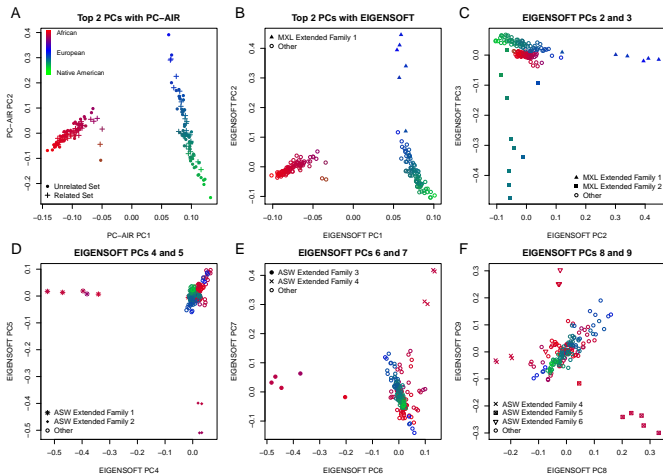 A
Top 2 PCs with PC−AIR
African
European
Native American
Unrelated Set
Related Set
PC−AIR PC2
0.4
0.3
0.2
0.1
0.0
−0.1
−0.2
−0.15
−0.10
−0.05
0.00
0.05
0.10
PC−AIR PC1
B
Top 2 PCs with EIGENSOFT
MXL Extended Family 1
Other
EIGENSOFT PC2
0.4
0.3
0.2
0.1
0.0
−0.1
−0.10
−0.05
0.00
0.05
0.10
EIGENSOFT PC1
C
EIGENSOFT PCs 2 and 3
MXL Extended Family 1
MXL Extended Family 2
Other
EIGENSOFT PC3
0.1
0.0
−0.1
−0.2
−0.3
−0.4
−0.5
−0.1
0.0
0.1
0.2
0.3
0.4
EIGENSOFT PC2
D
EIGENSOFT PCs 4 and 5
ASW Extended Family 1
ASW Extended Family 2
Other
EIGENSOFT PC5
0.1
0.0
−0.1
−0.2
−0.3
−0.4
−0.5
−0.5
−0.4
−0.3
−0.2
−0.1
0.0
EIGENSOFT PC4
E
EIGENSOFT PCs 6 and 7
ASW Extended Family 3
ASW Extended Family 4
Other
EIGENSOFT PC7
0.4
0.3
0.2
0.1
0.0
−0.1
−0.5
−0.4
−0.3
−0.2
−0.1
0.0
0.1
EIGENSOFT PC6
F
EIGENSOFT PCs 8 and 9
ASW Extended Family 4
ASW Extended Family 5
ASW Extended Family 6
Other
EIGENSOFT PC9
0.3
0.2
0.1
0.0
−0.1
−0.2
−0.3
−0.2
−0.1
0.0
0.1
0.2
0.3
EIGENSOFT PC8